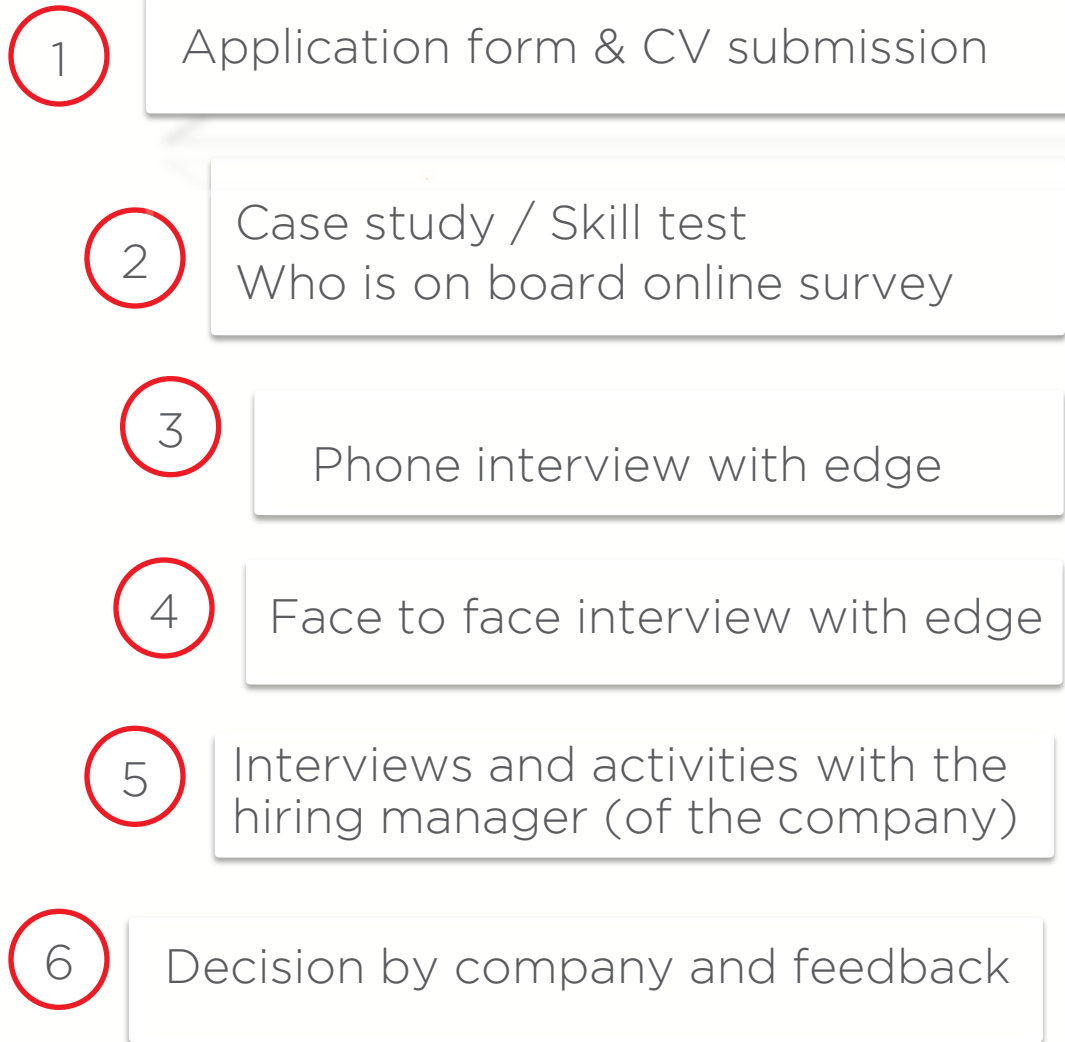 1
Application form & CV submission
2
Case study / Skill test
Who is on board online survey
3
Phone interview with edge
4
Face to face interview with edge
5
Interviews and activities with the
hiring manager (of the company)
6
Decision by company and feedback